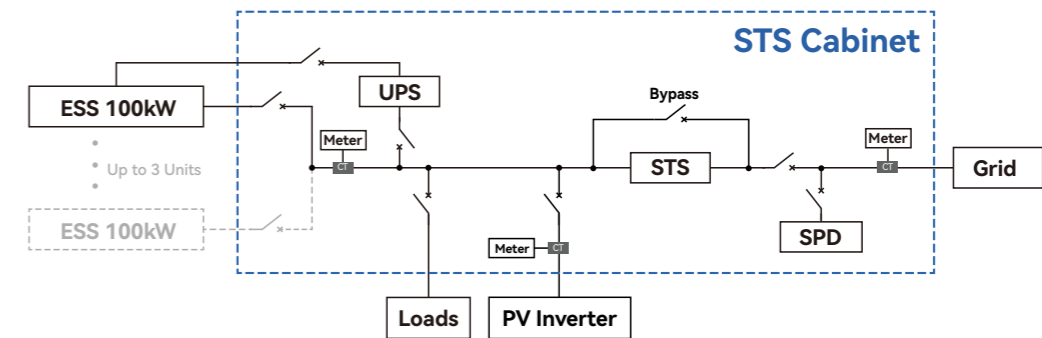 STS Cabinet
UPS
ESS 100kW
Bypass
Meter
Meter
CT
CT
Up to 3 Units
STS
Grid
ESS 100kW
SPD
Meter
CT
Loads
PV Inverter